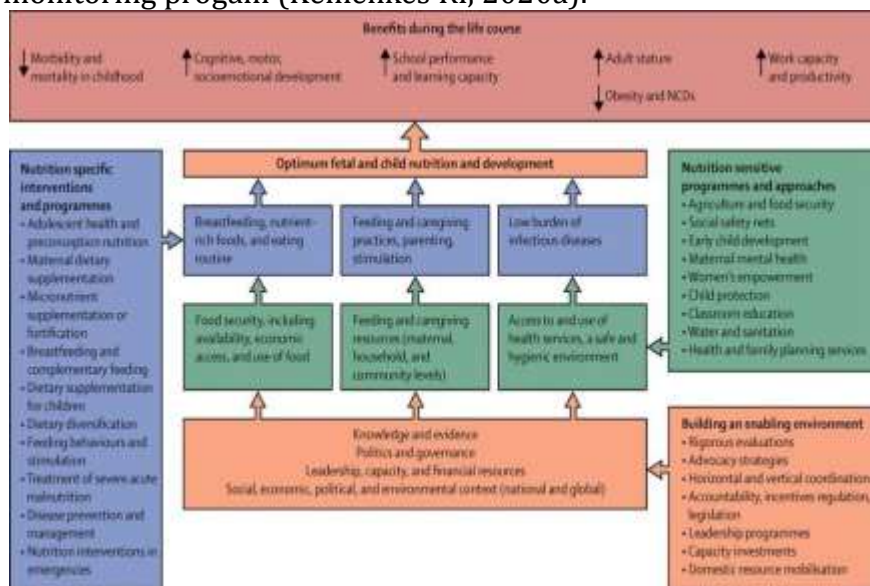 monitoring progam (Kemenkes RI, 2020a).
Benefits during the life course
Morbidity and
mortality in childhood
Cognitive, motor,
socioemotional development
School performance
and learning capacity
Adult stature
Obesity and NCDs
Work capacity
and productivity
Nutrition specific
interventions
and programmes
• Adolescent health and
preconception nutrition
• Maternal dietary
supplementation
• Micronutrient
supplementation or
fortification
• Breastfeeding and
complementary feeding
• Dietary supplementation
for children
• Dietary diversification
• Feeding behaviours and
stimulation
• Treatment of severe acute
malnutrition
• Disease prevention and
management
• Nutrition interventions in
emergencies
Optimum fetal and child nutrition and development
Breastfeeding, nutrient-
rich foods, and eating
routine
Feeding and caregiving
practices, parenting,
stimulation
Low burden of
infectious diseases
Food security, including
availability, economic
access, and use of food
Feeding and caregiving
resources (maternal,
household, and
community levels)
Access to and use of
health services, a safe and
hygienic environment
Knowledge and evidence
Politics and governance
Leadership, capacity, and financial resources
Social, economic, political, and environmental context (national and global)
Nutrition sensitive
programmes and approaches
• Agriculture and food security
• Social safety nets
• Early child development
• Maternal mental health
• Women's empowerment
• Child protection
• Classroom education
• Water and sanitation
• Health and family planning services
Building an enabling environment
• Rigorous evaluations
• Advocacy strategies
• Horizontal and vertical coordination
• Accountability, incentives regulation,
legislation
• Leadership programmes
• Capacity investments
• Domestic resource mobilisation